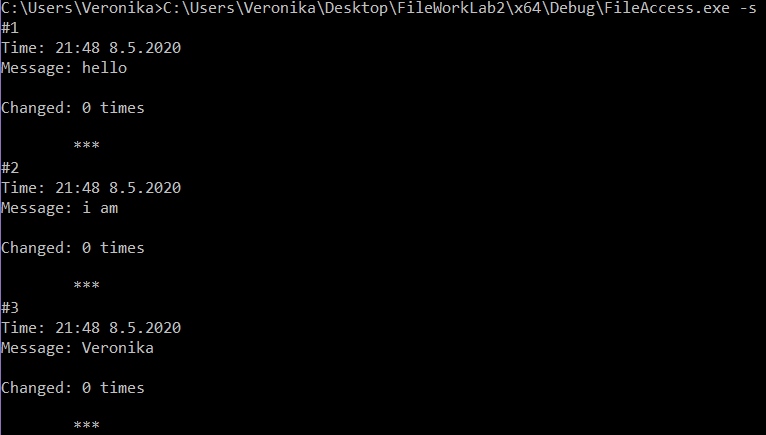 C:\Users\Veronika>C:\Users\Veronika\Desktop\FileWorkLab2\x64\Debug\FileAccess.exe -s
#1
Time: 21:48 8.5.2020
Message: hello
Changed: 0 times
***
#2
Time: 21:48 8.5.2020
Message: i am
Changed: 0 times
***
#3
Time: 21:48 8.5.2020
Message: Veronika
Changed: 0 times
***